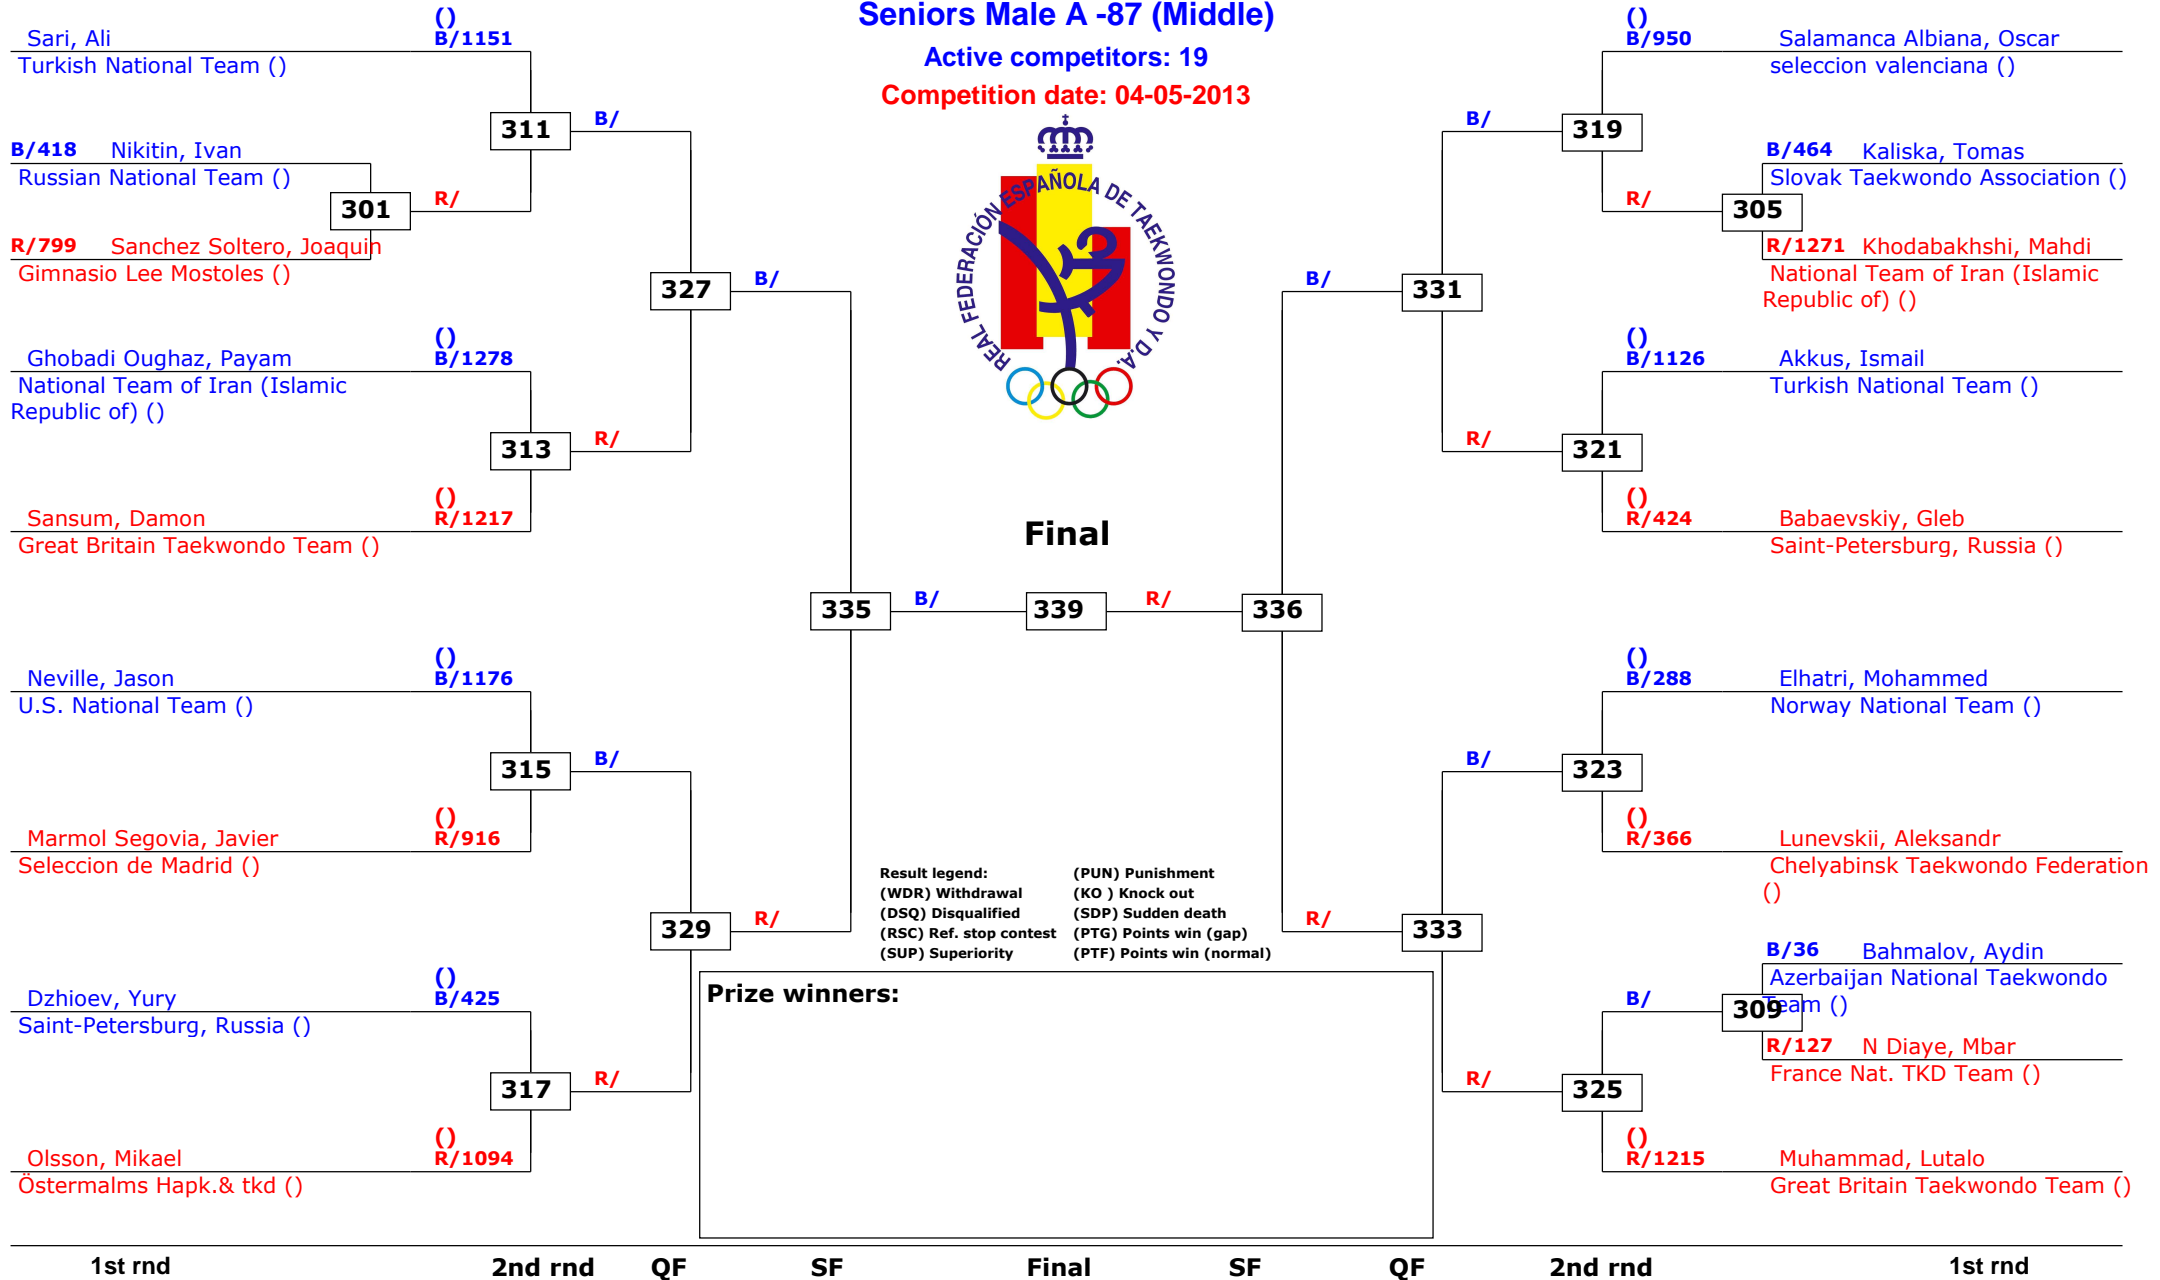 Seniors Male A -87 (Middle)
Active competitors: 19
Competition date: 04-05-2013
REAL FEDERACIÓN ESPAÑOLA DE TAEKWONDO Y D.A.
()
Sari, Ali B/1151
Turkish National Team ()
311
B/
B/418 Nikitin, Ivan
Russian National Team ()
301
R/
R/799 Sanchez Soltero, Joaquin
Gimnasio Lee Mostoles ()
327
B/
()
Ghobadi Oughaz, Payam B/1278
National Team of Iran (Islamic
Republic of) ()
313
R/
()
Sansum, Damon R/1217
Great Britain Taekwondo Team ()
335
B/
()
Neville, Jason B/1176
U.S. National Team ()
315
B/
()
Marmol Segovia, Javier R/916
Seleccion de Madrid ()
329
R/
()
Dzhioev, Yury B/425
Saint-Petersburg, Russia ()
317
R/
()
Olsson, Mikael R/1094
Östermalms Hapk.& tkd ()
Final
339
R/
336
()
B/950 Salamanca Albiana, Oscar
seleccion valenciana ()
B/
319
B/464 Kaliska, Tomas
Slovak Taekwondo Association ()
R/
305
R/1271 Khodabakhshi, Mahdi
National Team of Iran (Islamic
Republic of) ()
B/
331
()
B/1126 Akkus, Ismail
Turkish National Team ()
R/
321
()
R/424 Babaevskiy, Gleb
Saint-Petersburg, Russia ()
()
B/288 Elhatri, Mohammed
Norway National Team ()
B/
323
()
R/366 Lunevskii, Aleksandr
Chelyabinsk Taekwondo Federation
()
R/
333
B/36 Bahmalov, Aydin
Azerbaijan National Taekwondo
Team ()
B/
309
R/127 N Diaye, Mbar
France Nat. TKD Team ()
R/
325
()
R/1215 Muhammad, Lutalo
Great Britain Taekwondo Team ()
Result legend: (PUN) Punishment
(WDR) Withdrawal (KO ) Knock out
(DSQ) Disqualified (SDP) Sudden death
(RSC) Ref. stop contest (PTG) Points win (gap)
(SUP) Superiority (PTF) Points win (normal)
Prize winners:
1st rnd 2nd rnd QF SF Final SF QF 2nd rnd 1st rnd